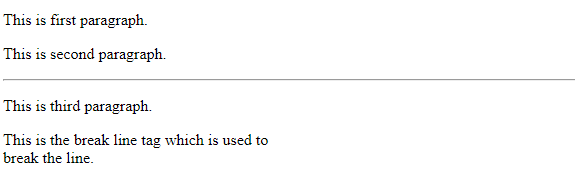 This is first paragraph.
This is second paragraph.
This is third paragraph.
This is the break line tag which is used to
break the line.